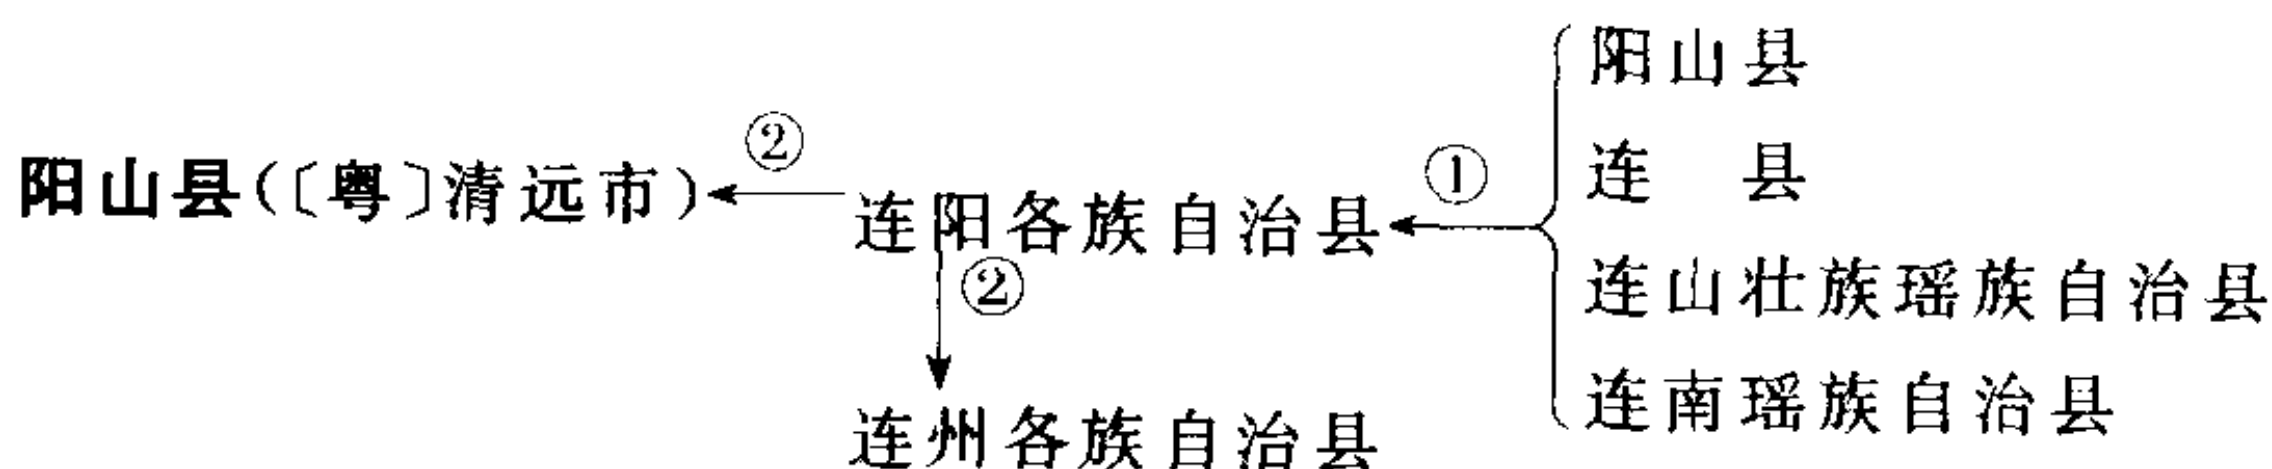 阳山县(〔粤〕清远市)
②
连阳各族自治县
①
阳山县
连 县
连山壮族瑶族自治县
连南瑶族自治县
②
连州各族自治县